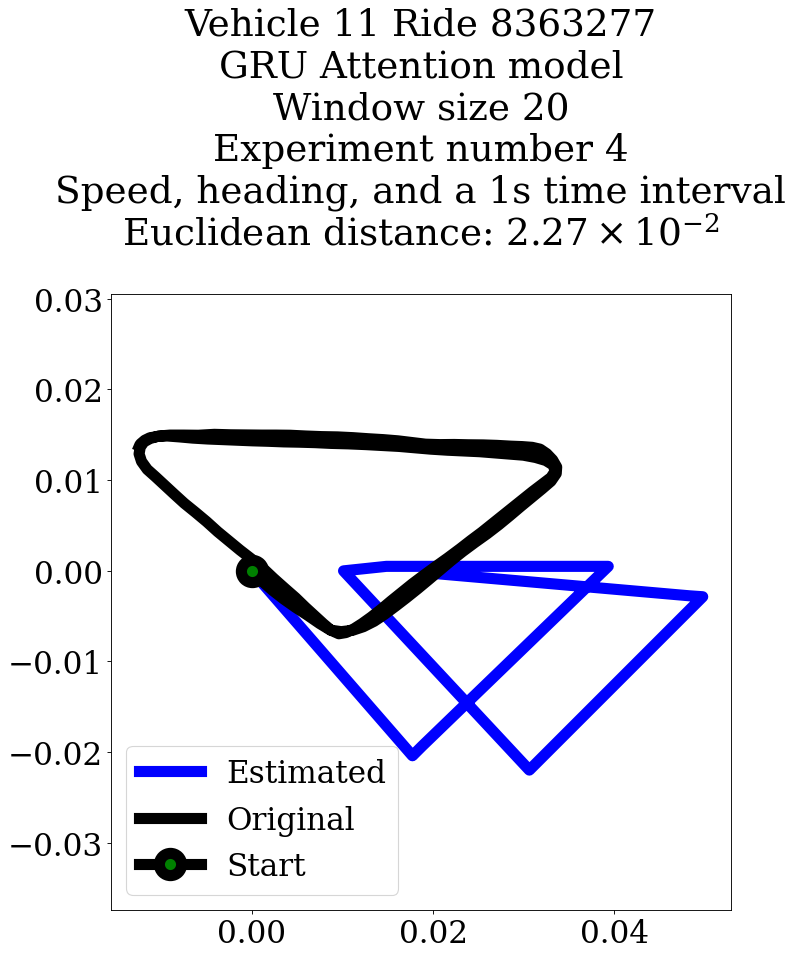 Vehicle 11 Ride 8363277
GRU Attention model
Window size 20
Experiment number 4
Speed, heading, and a 1s time interval
Euclidean distance: 2.27 × 10⁻²
0.03
0.02
0.01
0.00
−0.01
−0.02
−0.03
Estimated
Original
Start
0.00 0.02 0.04